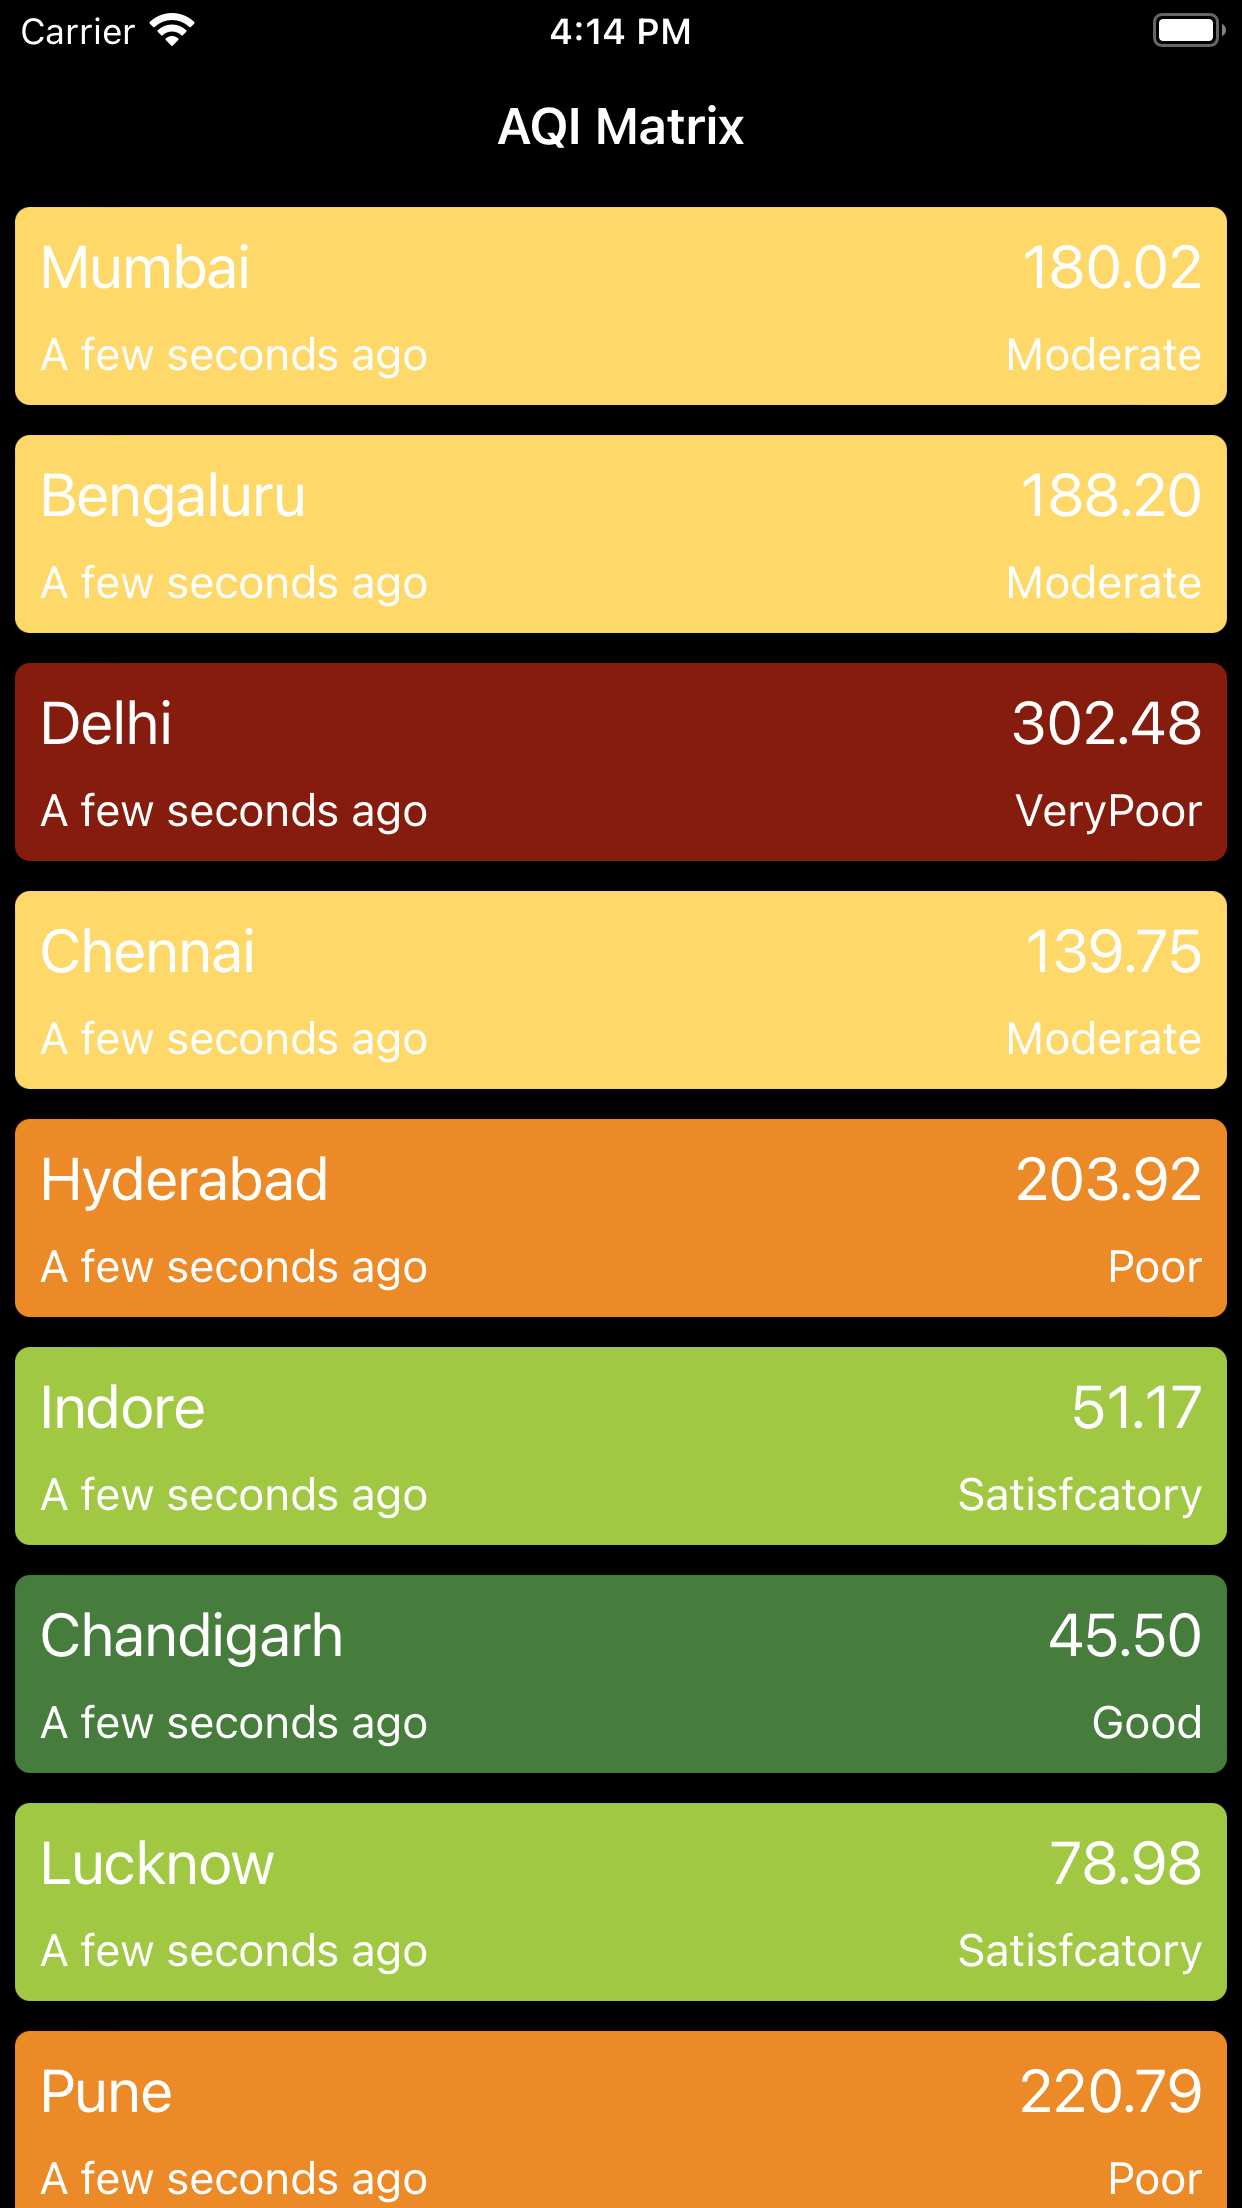 Carrier 4:14 PM
AQI Matrix
Mumbai 180.02
A few seconds ago Moderate
Bengaluru 188.20
A few seconds ago Moderate
Delhi 302.48
A few seconds ago VeryPoor
Chennai 139.75
A few seconds ago Moderate
Hyderabad 203.92
A few seconds ago Poor
Indore 51.17
A few seconds ago Satisfcatory
Chandigarh 45.50
A few seconds ago Good
Lucknow 78.98
A few seconds ago Satisfcatory
Pune 220.79
A few seconds ago Poor